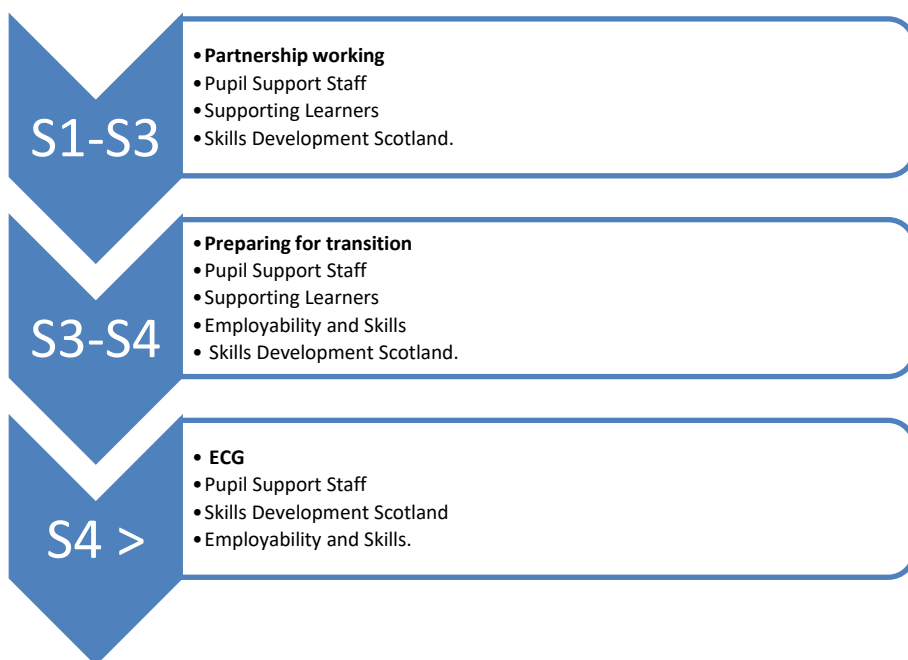 S1-S3
•Partnership working
•Pupil Support Staff
•Supporting Learners
•Skills Development Scotland.
S3-S4
•Preparing for transition
•Pupil Support Staff
•Supporting Learners
•Employability and Skills
• Skills Development Scotland.
S4 >
• ECG
•Pupil Support Staff
•Skills Development Scotland
•Employability and Skills.